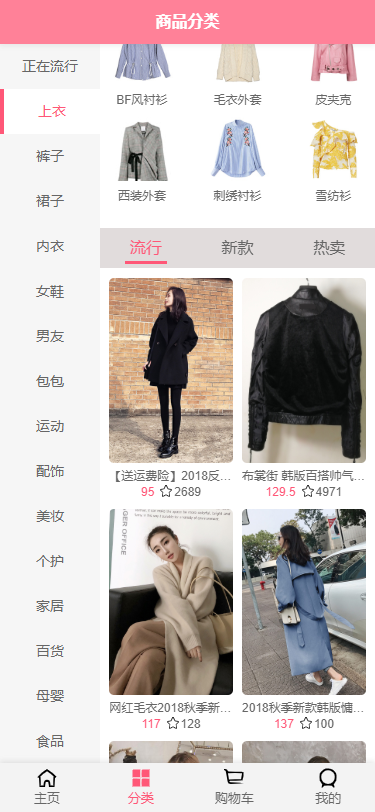 商品分类
正在流行
上衣
裤子
裙子
内衣
女鞋
男友
包包
运动
配饰
美妆
个护
家居
百货
母婴
食品
BF风衬衫
毛衣外套
皮夹克
西装外套
刺绣衬衫
雪纺衫
流行
新款
热卖
【送运费险】2018反...
95 2689
布裳街 韩版百搭帅气...
129.5 4971
GER OFFICE
网红毛衣2018秋季新...
117 128
2018秋季新款韩版慵...
137 100
主页
分类
购物车
我的